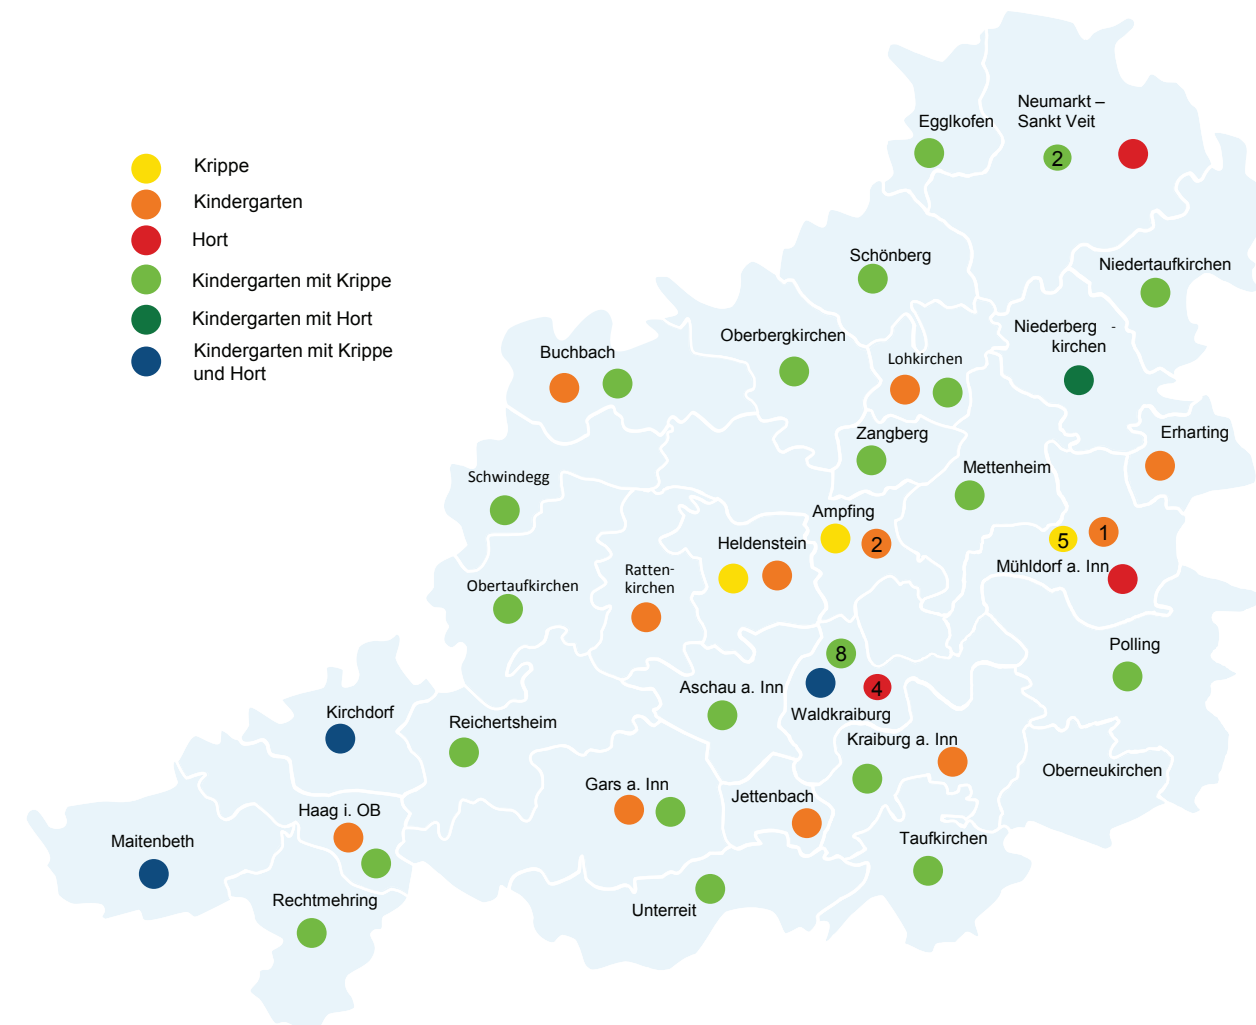 Krippe
Kindergarten
Hort
Kindergarten mit Krippe
Kindergarten mit Hort
Kindergarten mit Krippe
und Hort
Egglkofen
Neumarkt –
Sankt Veit
2
Schönberg
Niedertaufkirchen
Oberbergkirchen
Niederberg -
kirchen
Buchbach
Lohkirchen
Zangberg
Erharting
Mettenheim
Schwindegg
Ampfing
2
5
1
Heldenstein
Mühldorf a. Inn
Ratten-
kirchen
Obertaufkirchen
8
Polling
Aschau a. Inn
4
Waldkraiburg
Kirchdorf
Reichertsheim
Kraiburg a. Inn
Oberneukirchen
Gars a. Inn
Jettenbach
Haag i. OB
Maitenbeth
Taufkirchen
Rechtmehring
Unterreit